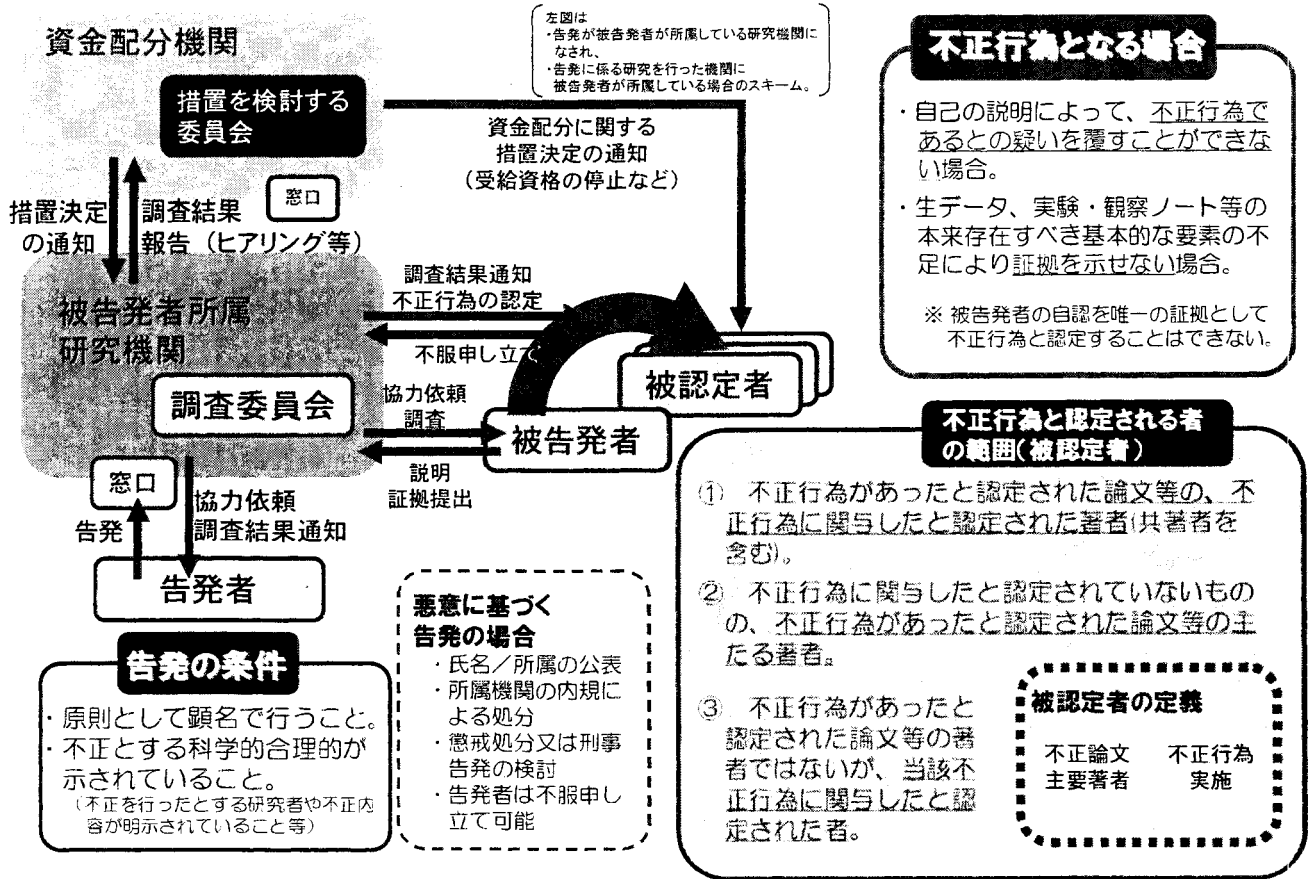 資金配分機関
措置を検討する
委員会
窓口
措置決定
の通知
調査結果
報告（ヒアリング等）
左図は
・告発が被告発者が所属している研究機関に
なされ、
・告発に係る研究を行った機関に
被告発者が所属している場合のスキーム。
資金配分に関する
措置決定の通知
（受給資格の停止など）
被告発者所属
研究機関
調査委員会
窓口
調査結果通知
不正行為の認定
不服申し立て
協力依頼
調査
説明
証拠提出
被認定者
被告発者
告発
協力依頼
調査結果通知
告発者
告発の条件
・原則として顕名で行うこと。
・不正とする科学的合理的が
示されていること。
（不正を行ったとする研究者や不正内
容が明示されていること等）
悪意に基づく
告発の場合
・氏名／所属の公表
・所属機関の内規に
よる処分
・懲戒処分又は刑事
告発の検討
・告発者は不服申し
立て可能
不正行為となる場合
・自己の説明によって、不正行為で
あるとの疑いを覆すことができな
い場合。
・生データ、実験・観察ノート等の
本来存在すべき基本的な要素の不
足により証拠を示せない場合。
※ 被告発者の自認を唯一の証拠として
不正行為と認定することはできない。
不正行為と認定される者
の範囲（被認定者）
① 不正行為があったと認定された論文等の、不
正行為に関与したと認定された著者(共著者を
含む)。
② 不正行為に関与したと認定されていないもの
の、不正行為があったと認定された論文等の主
たる著者。
③ 不正行為があったと
認定された論文等の著
者ではないが、当該不
正行為に関与したと認
定された者。
被認定者の定義
不正論文
主要著者
不正行為
実施